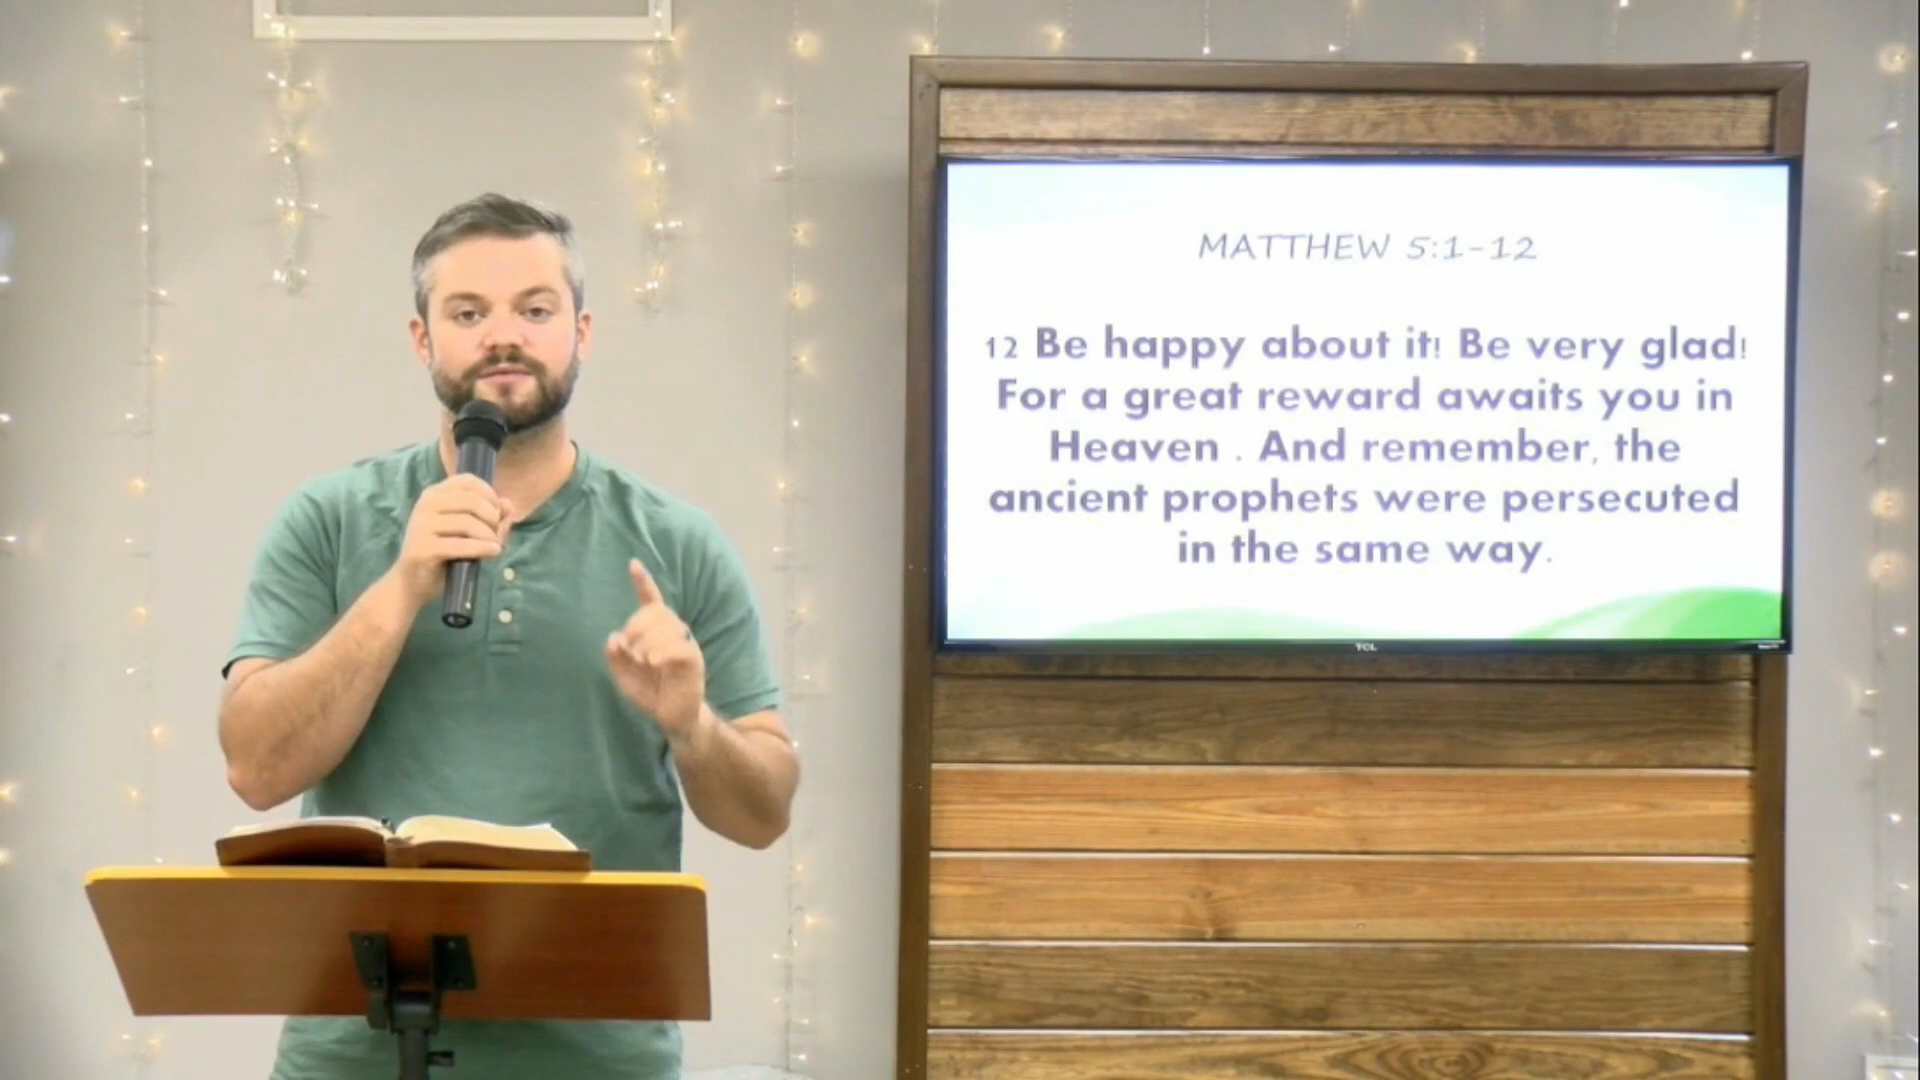 MATTHEW 5:1-12
12 Be happy about it! Be very glad!
For a great reward awaits you in
Heaven . And remember, the
ancient prophets were persecuted
in the same way.
TCL